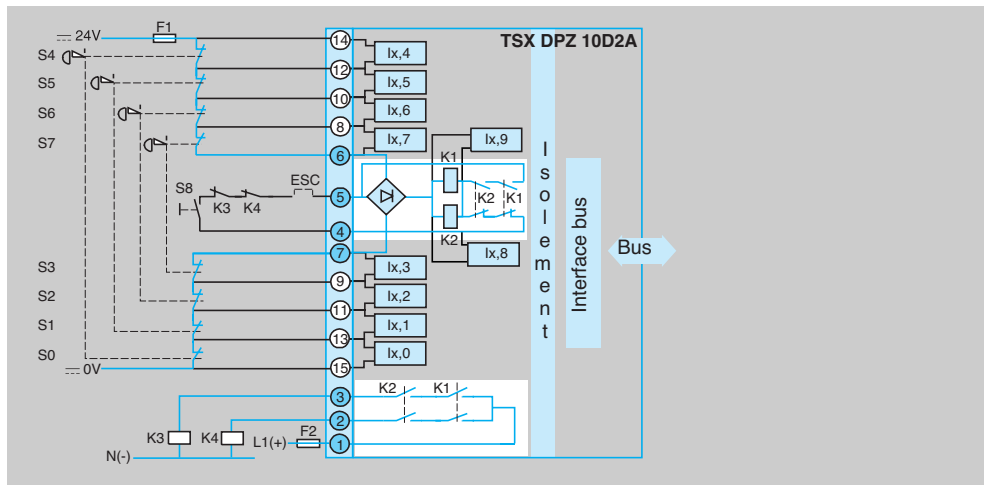 24V
F1
14
TSX DPZ 10D2A
S4
Ix,4
12
S5
Ix,5
10
S6
Ix,6
8
S7
Ix,7
Ix,9
6
K1
S8
K3
K4
ESC
5
K2
K1
4
K2
7
Ix,8
S3
Ix,3
9
S2
Ix,2
11
S1
Ix,1
13
S0
Ix,0
0V
15
Isolement
Interface bus
Bus
K2
K1
3
2
K3
K4
L1(+)
F2
1
N(-)